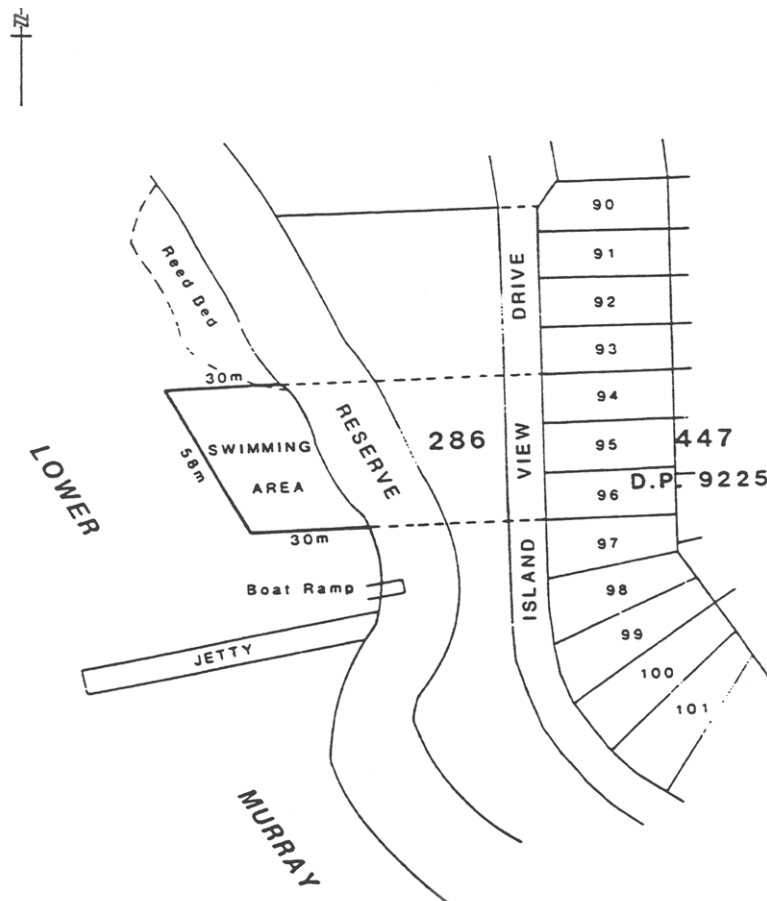 N
90
91
92
93
94
95
96
97
98
99
100
101
DRIVE
VIEW
ISLAND
Reed Bed
30m
SWIMMING
AREA
58m
30m
RESERVE
286
447
D.P. 9225
LOWER
Boat Ramp
JETTY
MURRAY